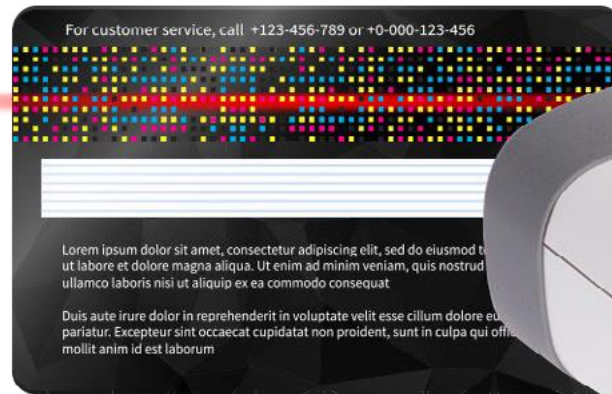 For customer service, call +123-456-789 or +0-000-123-456
Lorem ipsum dolor sit amet, consectetur adipiscing elit, sed do eiusmod
ut labore et dolore magna aliqua. Ut enim ad minim veniam, quis nostrud
ullamco laboris nisi ut aliquip ex ea commodo consequat
Duis aute irure dolor in reprehenderit in voluptate velit esse cillum dolore eu
pariatur. Excepteur sint occaecat cupidatat non proident, sunt in culpa qui
mollit anim id est laborum